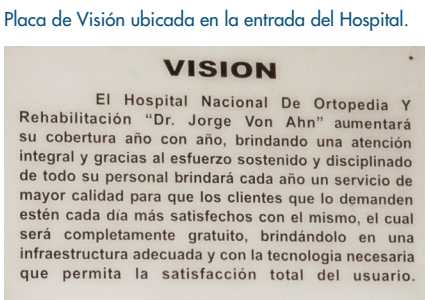 Placa de Visión ubicada en la entrada del Hospital.
VISION
El Hospital Nacional De Ortopedia Y
Rehabilitación “Dr. Jorge Von Ahn” aumentará
su cobertura año con año, brindando una atención
integral y gracias al esfuerzo sostenido y disciplinado
de todo su personal brindará cada año un servicio de
mayor calidad para que los clientes que lo demanden
estén cada día más satisfechos con el mismo, el cual
será completamente gratuito, brindándolo en una
infraestructura adecuada y con la tecnologia necesaria
que permita la satisfacción total del usuario.